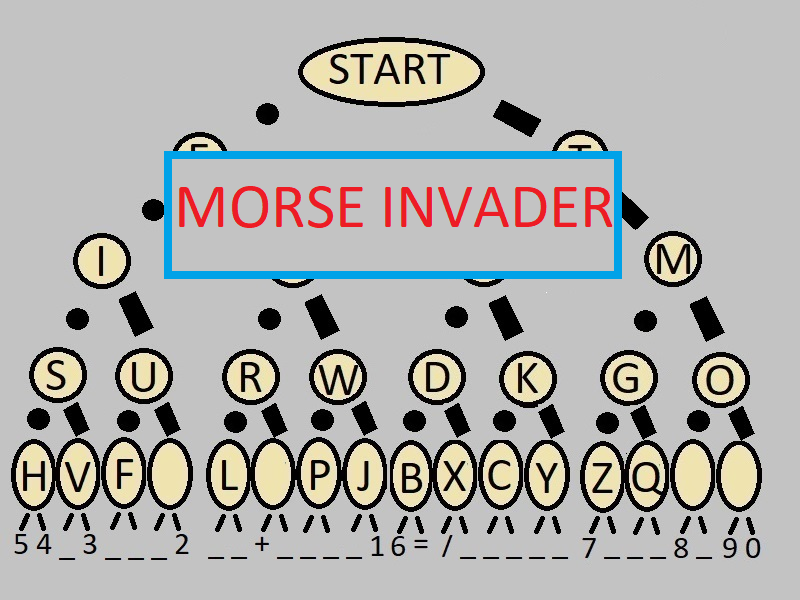 START
E T
MORSE INVADER
I M
S U R W D K G O
H V F L P J B X C Y Z Q
5 4 _ 3 _ _ _ 2 _ _ + _ _ _ _ 1 6 = / _ _ _ _ _ 7 _ _ _ 8 _ 9 0